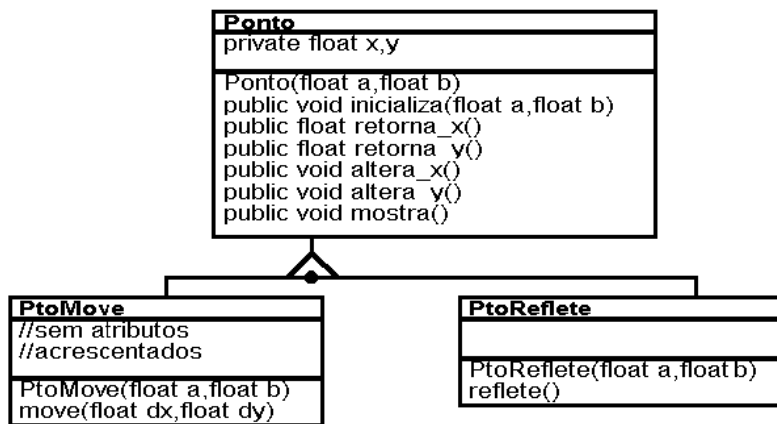 Ponto
private float x,y
Ponto(float a,float b)
public void inicializa(float a,float b)
public float retorna_x()
public float retorna_y()
public void altera_x()
public void altera_y()
public void mostra()
PtoMove
//sem atributos
//acrescentados
PtoMove(float a,float b)
move(float dx,float dy)
PtoReflete
PtoReflete(float a,float b)
reflete()